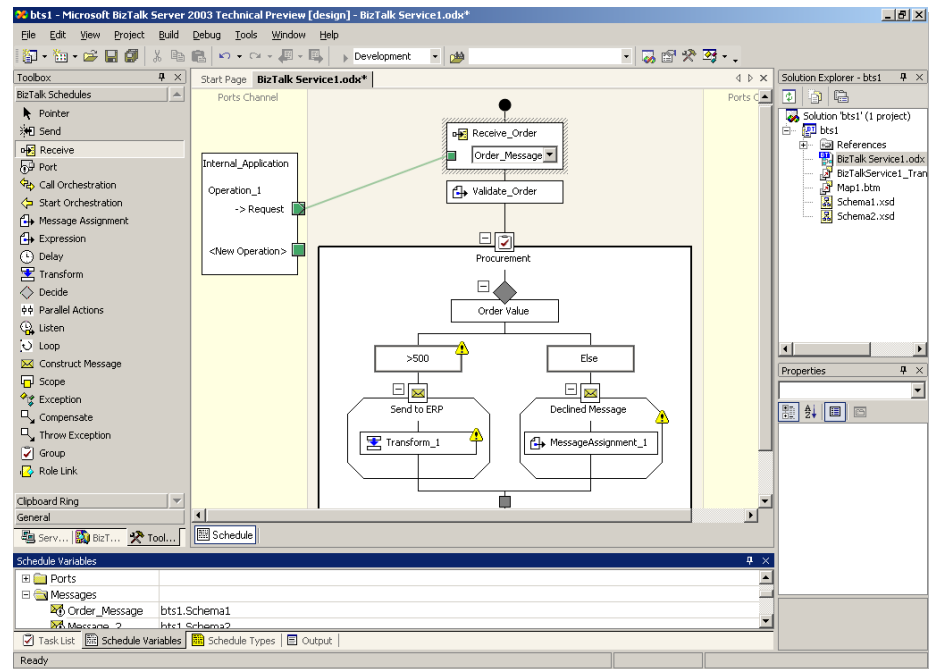 bts1 - Microsoft BizTalk Server 2003 Technical Preview [design] - BizTalk Service1.odx*
File Edit View Project Build Debug Tools Window Help
Development
Toolbox
BizTalk Schedules
Pointer
Send
Receive
Port
Call Orchestration
Start Orchestration
Message Assignment
Expression
Delay
Transform
Decide
Parallel Actions
Listen
Loop
Construct Message
Scope
Exception
Compensate
Throw Exception
Group
Role Link
Clipboard Ring
General
Serv... BizT... Tool...
Start Page BizTalk Service1.odx*
Ports Channel
Ports C
Internal_Application
Operation_1
-> Request
<New Operation>
Receive_Order
Order_Message
Validate_Order
Procurement
Order Value
>500
Else
Send to ERP
Declined Message
Transform_1
MessageAssignment_1
Schedule
Solution Explorer - bts1
Solution 'bts1' (1 project)
bts1
References
BizTalk Service1.odx
BizTalkService1_Tran
Map1.btm
Schema1.xsd
Schema2.xsd
Properties
Schedule Variables
Ports
Messages
Order_Message bts1.Schema1
Message_2 bts1.Schema2
Task List Schedule Variables Schedule Types Output
Ready